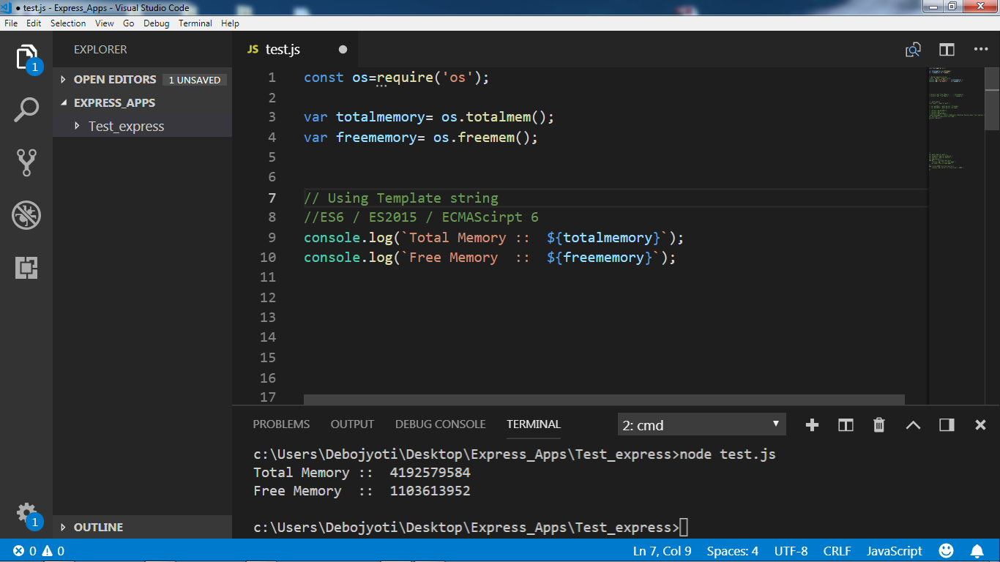 ● test.js - Express_Apps - Visual Studio Code
File Edit Selection View Go Debug Terminal Help
EXPLORER
OPEN EDITORS 1 UNSAVED
EXPRESS_APPS
Test_express
OUTLINE
1
1
JS test.js ●
1 const os=require('os');
2
3 var totalmemory= os.totalmem();
4 var freememory= os.freemem();
5
6
7 // Using Template string
8 //ES6 / ES2015 / ECMAScirpt 6
9 console.log(`Total Memory ::  ${totalmemory}`);
10 console.log(`Free Memory  ::  ${freememory}`);
11
12
13
14
15
16
17
PROBLEMS OUTPUT DEBUG CONSOLE TERMINAL 2: cmd
c:\Users\Debojyoti\Desktop\Express_Apps\Test_express>node test.js
Total Memory ::  4192579584
Free Memory  ::  1103613952
c:\Users\Debojyoti\Desktop\Express_Apps\Test_express>
0 0 Ln 7, Col 9 Spaces: 4 UTF-8 CRLF JavaScript